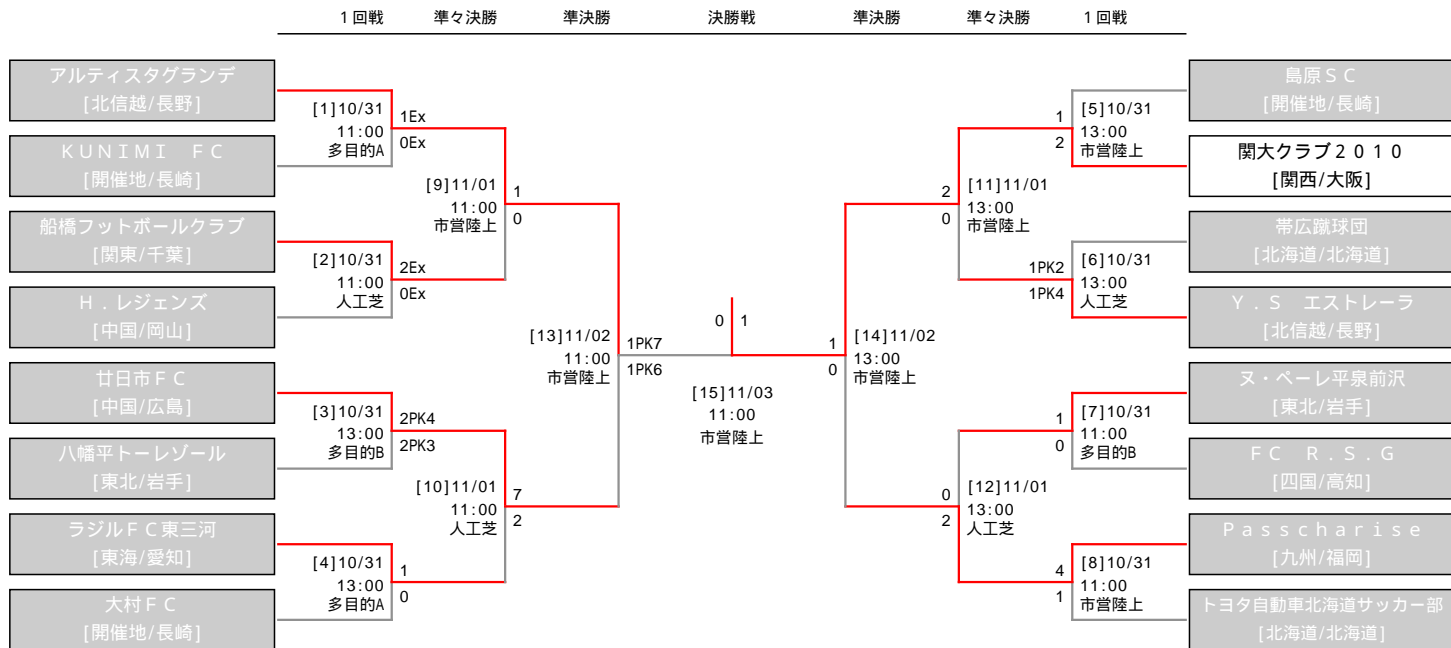 １回戦 準々決勝 準決勝 決勝戦 準決勝 準々決勝 １回戦
アルティスタグランデ
[北信越/長野]
[1]10/31
11:00
多目的A
1Ex
0Ex
ＫＵＮＩＭＩ　ＦＣ
[開催地/長崎]
[9]11/01
11:00
市営陸上
1
0
船橋フットボールクラブ
[関東/千葉]
[2]10/31
11:00
人工芝
2Ex
0Ex
Ｈ．レジェンズ
[中国/岡山]
[13]11/02
11:00
市営陸上
1PK7
1PK6
廿日市ＦＣ
[中国/広島]
[3]10/31
13:00
多目的B
2PK4
2PK3
八幡平トーレゾール
[東北/岩手]
[10]11/01
11:00
人工芝
7
2
ラジルＦＣ東三河
[東海/愛知]
[4]10/31
13:00
多目的A
1
0
大村ＦＣ
[開催地/長崎]
0 1
[15]11/03
11:00
市営陸上
島原ＳＣ
[開催地/長崎]
1
2
[5]10/31
13:00
市営陸上
関大クラブ２０１０
[関西/大阪]
2
0
[11]11/01
13:00
市営陸上
帯広蹴球団
[北海道/北海道]
1PK2
1PK4
[6]10/31
13:00
人工芝
Ｙ．Ｓ　エストレーラ
[北信越/長野]
1
0
[14]11/02
13:00
市営陸上
ヌ・ペーレ平泉前沢
[東北/岩手]
1
0
[7]10/31
11:00
多目的B
ＦＣ　Ｒ．Ｓ．Ｇ
[四国/高知]
0
2
[12]11/01
13:00
人工芝
Ｐａｓｓｃｈａｒｉｓｅ
[九州/福岡]
4
1
[8]10/31
11:00
市営陸上
トヨタ自動車北海道サッカー部
[北海道/北海道]